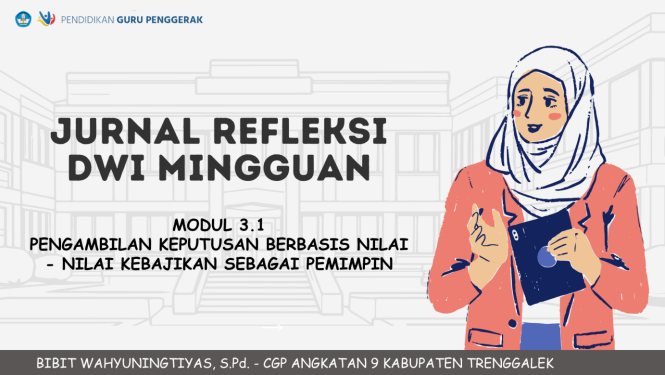 PENDIDIKAN GURU PENGGERAK
JURNAL REFLEKSI
DWI MINGGUAN
MODUL 3.1
PENGAMBILAN KEPUTUSAN BERBASIS NILAI
- NILAI KEBAJIKAN SEBAGAI PEMIMPIN
BIBIT WAHYUNINGTIYAS, S.Pd. - CGP ANGKATAN 9 KABUPATEN TRENGGALEK